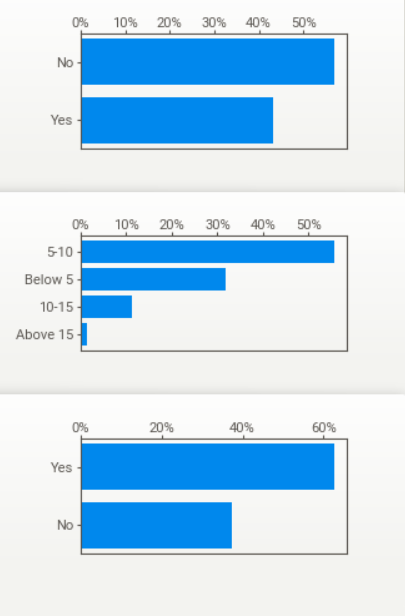 0% 10% 20% 30% 40% 50%
No
Yes
0% 10% 20% 30% 40% 50%
5-10
Below 5
10-15
Above 15
0% 20% 40% 60%
Yes
No